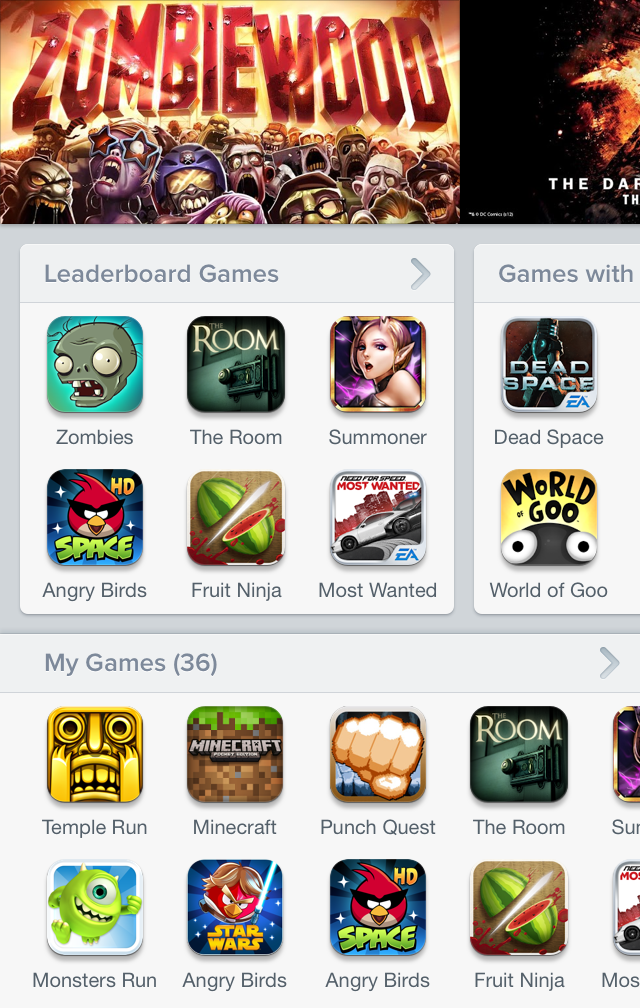 ZOMBIEWOOD
THE DAR
TH
™& © DC Comics (s12)
Leaderboard Games
Games with
THE
ROOM
DEAD
SPACE
EA
Zombies
The Room
Summoner
Dead Space
HD
SPACE
NEED FOR SPEED
MOST WANTED
EA
WORLD
OF
GOO
Angry Birds
Fruit Ninja
Most Wanted
World of Goo
My Games (36)
MINECRAFT
POCKET EDITION
THE
ROOM
Temple Run
Minecraft
Punch Quest
The Room
Sur
STAR
WARS
HD
SPACE
NEED
MOS
Monsters Run
Angry Birds
Angry Birds
Fruit Ninja
Mos